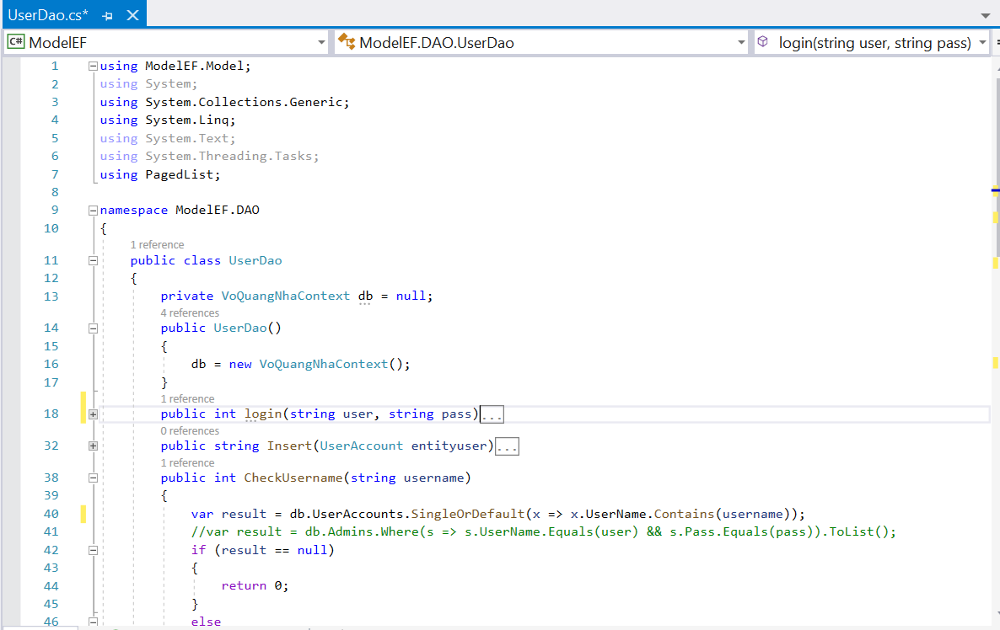 UserDao.cs*
C# ModelEF ModelEF.DAO.UserDao login(string user, string pass)
1 using ModelEF.Model;
2 using System;
3 using System.Collections.Generic;
4 using System.Linq;
5 using System.Text;
6 using System.Threading.Tasks;
7 using PagedList;
8
9 namespace ModelEF.DAO
10 {
1 reference
11 public class UserDao
12 {
13 private VoQuangNhaContext db = null;
4 references
14 public UserDao()
15 {
16 db = new VoQuangNhaContext();
17 }
1 reference
18 public int login(string user, string pass)...
0 references
32 public string Insert(UserAccount entityuser)...
1 reference
38 public int CheckUsername(string username)
39 {
40 var result = db.UserAccounts.SingleOrDefault(x => x.UserName.Contains(username));
41 //var result = db.Admins.Where(s => s.UserName.Equals(user) && s.Pass.Equals(pass)).ToList();
42 if (result == null)
43 {
44 return 0;
45 }
46 else